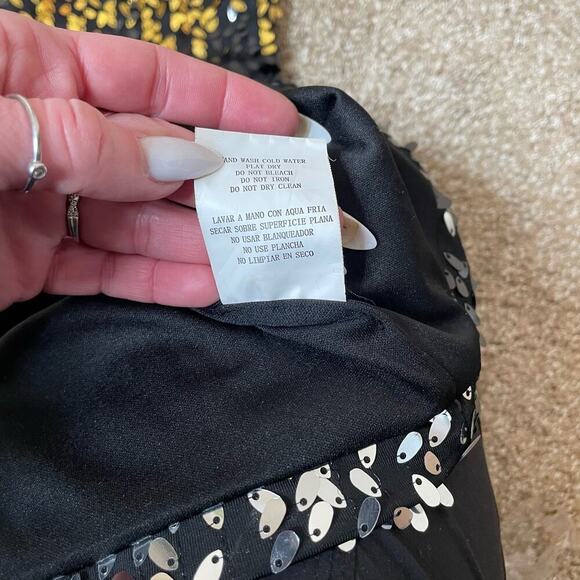 HAND WASH COLD WATER
FLAT DRY
DO NOT BLEACH
DO NOT IRON
DO NOT DRY CLEAN
LAVAR A MANO CON AQUA FRIA
SECAR SOBRE SUPERFICIE PLANA
NO USAR BLANQUEADOR
NO USE PLANCHA
NO LIMPIAR EN SECO